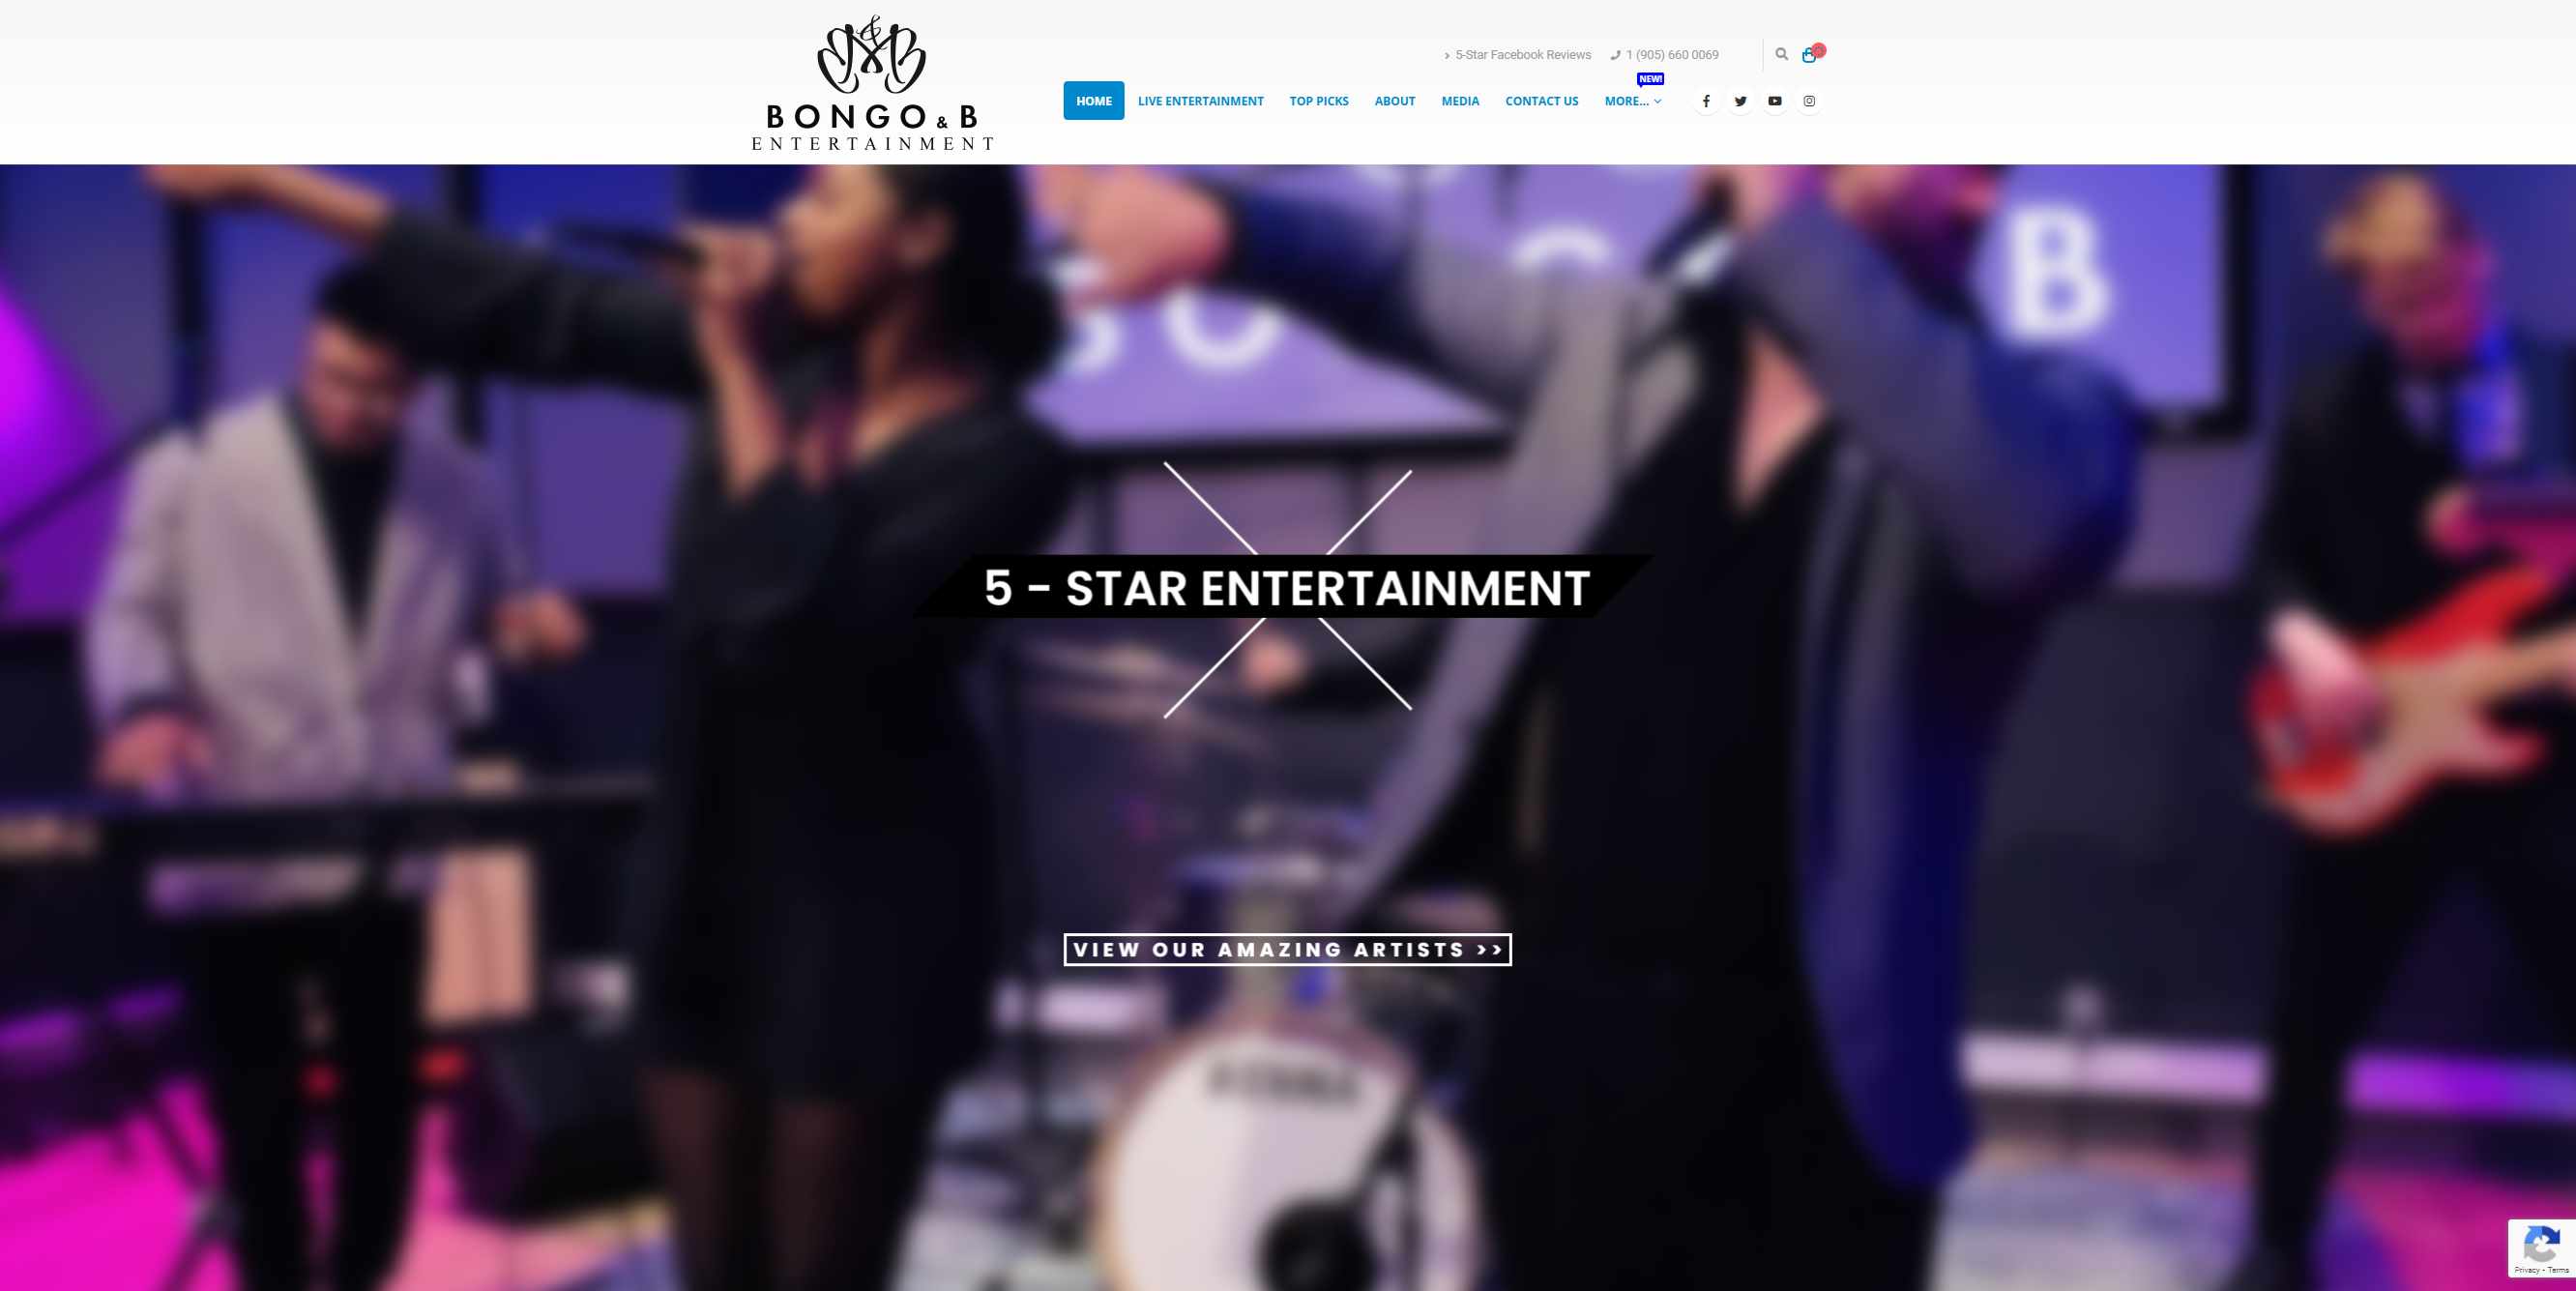 BONGO & B
ENTERTAINMENT
5-Star Facebook Reviews
1 (905) 660 0069
NEW!
HOME
LIVE ENTERTAINMENT
TOP PICKS
ABOUT
MEDIA
CONTACT US
MORE...
B
5 - STAR ENTERTAINMENT
VIEW OUR AMAZING ARTISTS >>
Privacy - Terms